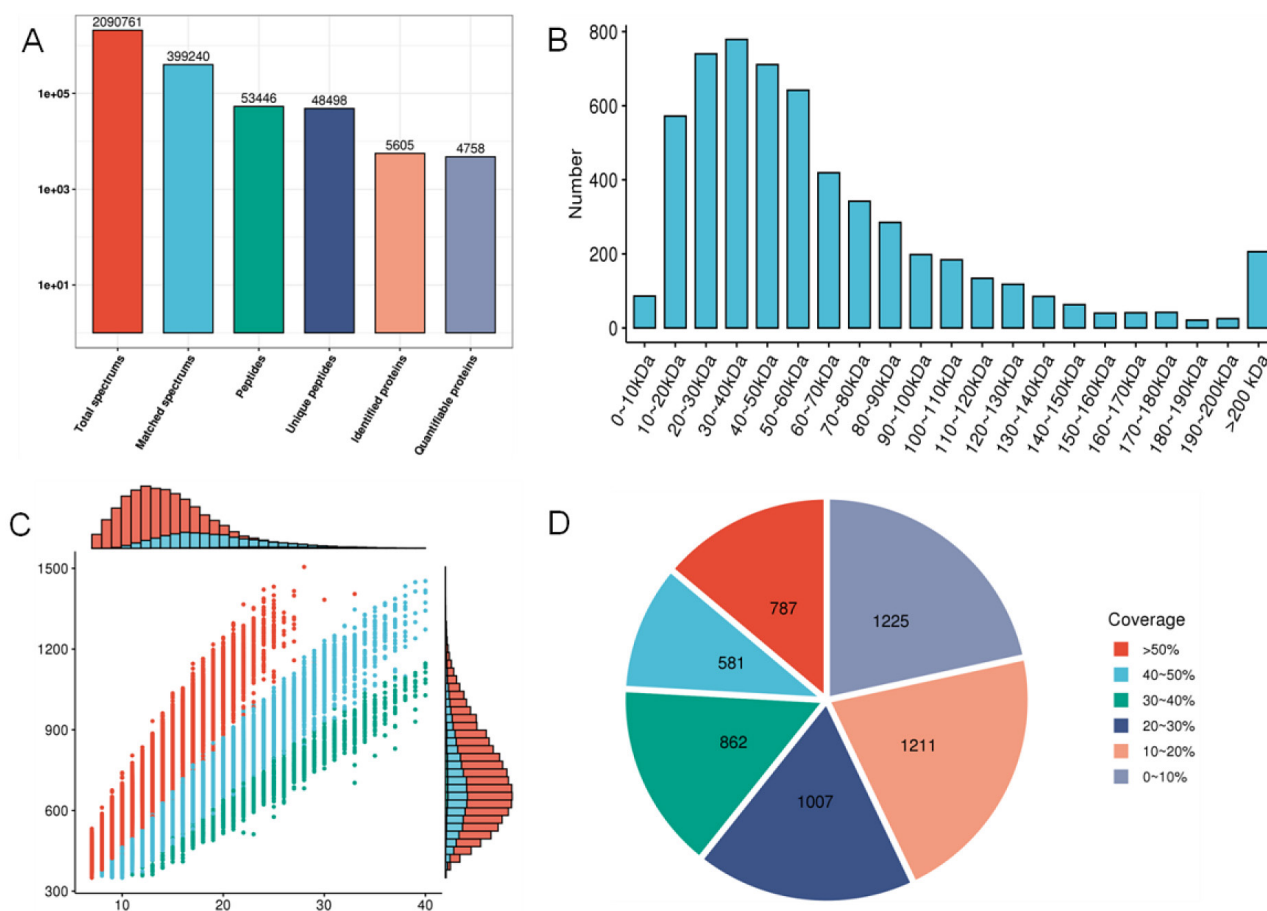 A
2090761
399240
53446
48498
5605
4758
1e+05
1e+03
1e+01
Total spectrums
Matched spectrums
Peptides
Unique peptides
Identified proteins
Quantifiable proteins
B
Number
800
600
400
200
0
0~10kDa
10~20kDa
20~30kDa
30~40kDa
40~50kDa
50~60kDa
60~70kDa
70~80kDa
80~90kDa
90~100kDa
100~110kDa
110~120kDa
120~130kDa
130~140kDa
140~150kDa
150~160kDa
160~170kDa
170~180kDa
180~190kDa
190~200kDa
>200 kDa
C
1500
1200
900
600
300
10
20
30
40
D
787
1225
581
862
1211
1007
Coverage
>50%
40~50%
30~40%
20~30%
10~20%
0~10%